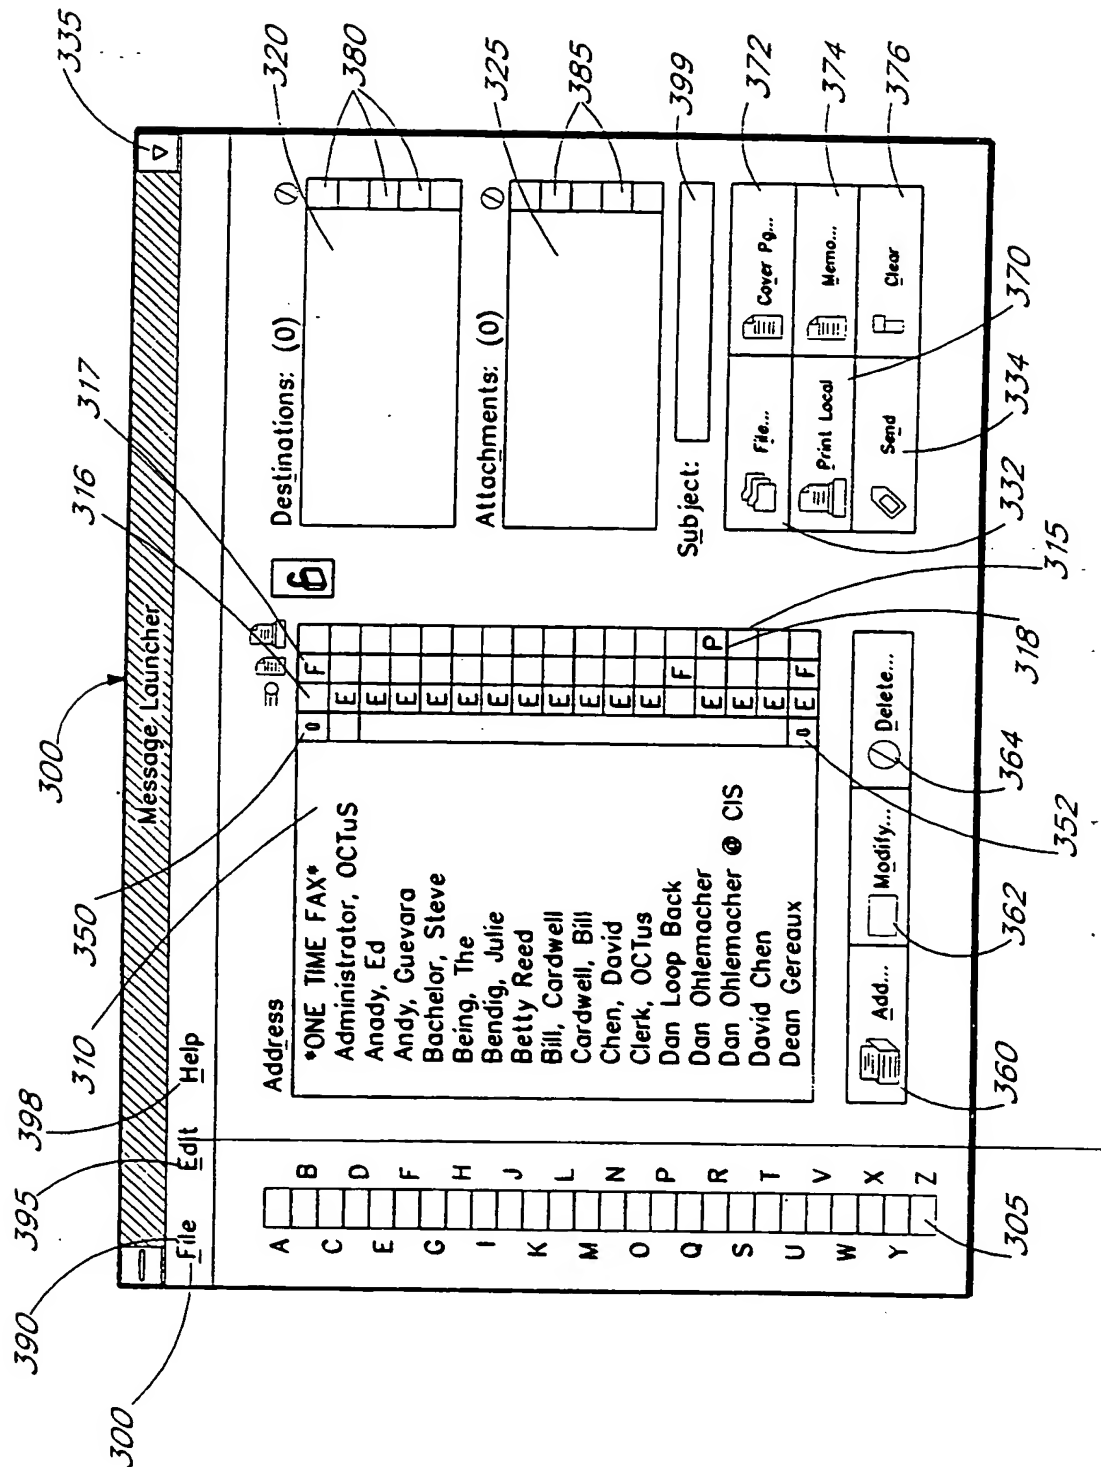 300
335
Message Launcher
390
395
398
File Edit Help
300
310
350
316
317
320
380
Address
Destinations: (0)
*ONE TIME FAX* 0 F
Administrator, OCTuS E
Anady, Ed E
Andy, Guevara E
Bachelor, Steve E
Being, The E
Bendig, Julie E
Betty Reed E
Bill, Cardwell E
Cardwell, Bill E
Chen, David E
Clerk, OCTus E
Dan Loop Back F
Dan Ohlemacher E P
Dan Ohlemacher @ CIS E
David Chen E
Dean Gereaux 0 E F
A
B
C
D
E
F
G
H
I
J
K
L
M
N
O
P
Q
R
S
T
U
V
W
X
Y
Z
Attachments: (0)
325
385
Subject:
399
File... Cover Pg...
Print Local Memo...
Send Clear
372
374
376
370
334
332
315
318
Add... Modify... Delete....
305
360
362
364
352